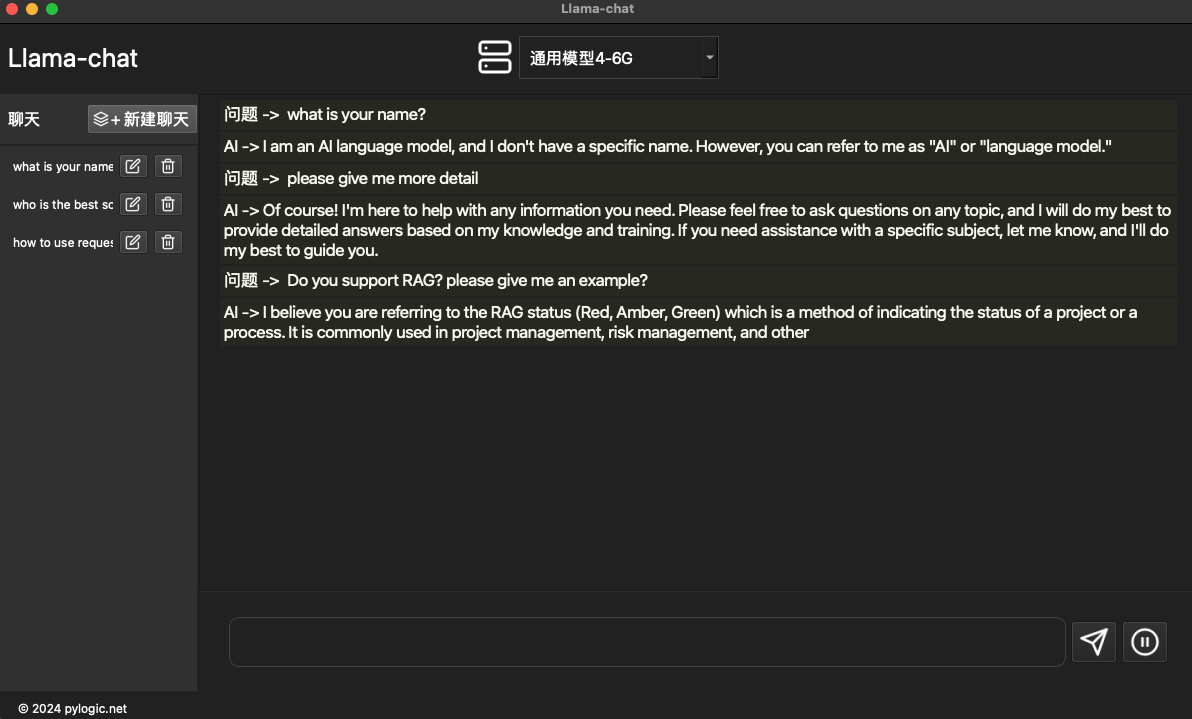 Llama-chat
Llama-chat
通用模型4-6G
聊天
+ 新建聊天
what is your name
who is the best sc
how to use reques
问题 -> what is your name?
AI -> I am an AI language model, and I don't have a specific name. However, you can refer to me as "AI" or "language model."
问题 -> please give me more detail
AI -> Of course! I'm here to help with any information you need. Please feel free to ask questions on any topic, and I will do my best to
provide detailed answers based on my knowledge and training. If you need assistance with a specific subject, let me know, and I'll do
my best to guide you.
问题 -> Do you support RAG? please give me an example?
AI -> I believe you are referring to the RAG status (Red, Amber, Green) which is a method of indicating the status of a project or a
process. It is commonly used in project management, risk management, and other
© 2024 pylogic.net